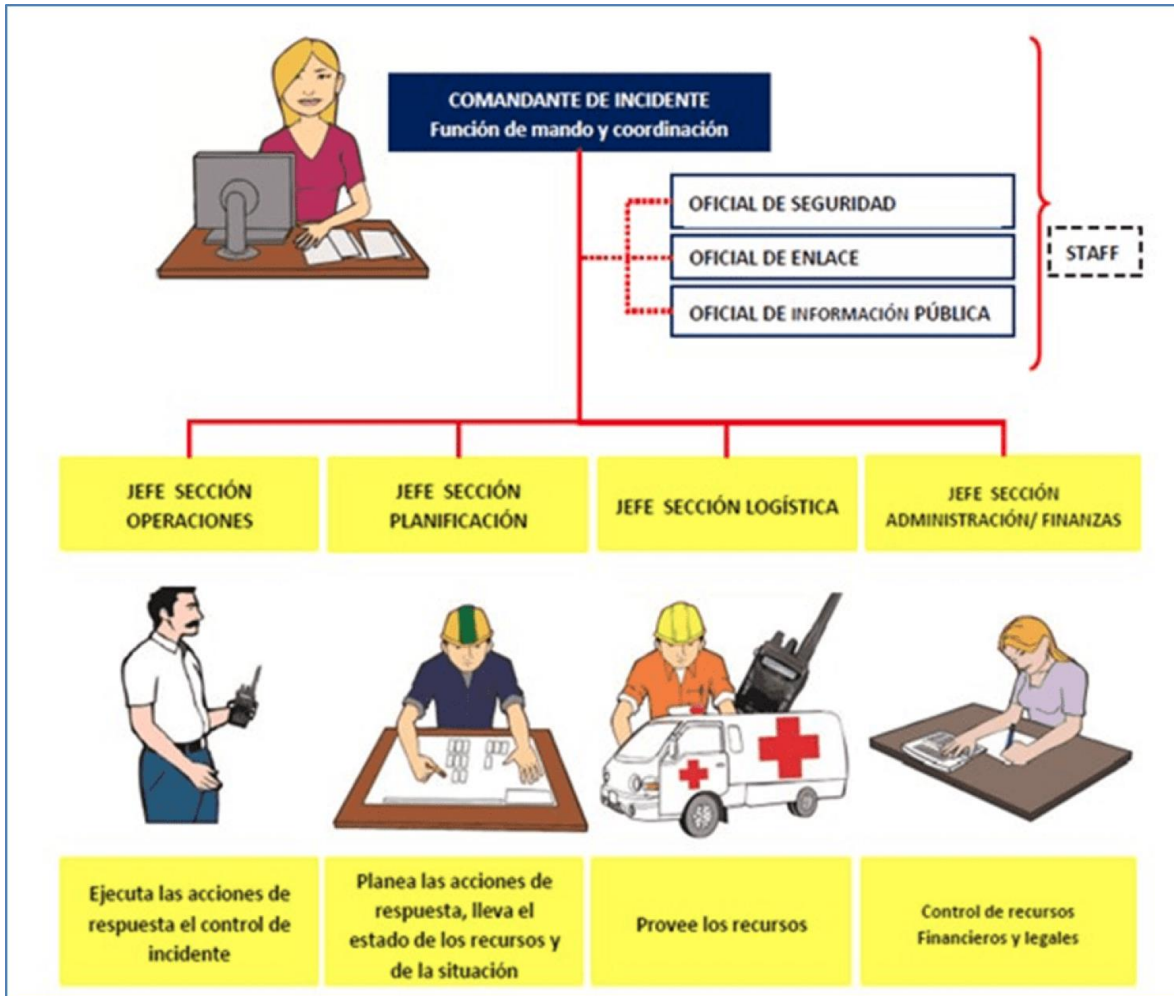 COMANDANTE DE INCIDENTE
Función de mando y coordinación
OFICIAL DE SEGURIDAD
OFICIAL DE ENLACE
OFICIAL DE INFORMACIÓN PÚBLICA
STAFF
JEFE SECCIÓN
OPERACIONES
JEFE SECCIÓN
PLANIFICACIÓN
JEFE SECCIÓN LOGÍSTICA
JEFE SECCIÓN
ADMINISTRACIÓN/ FINANZAS
Ejecuta las acciones de
respuesta el control de
incidente
Planea las acciones de
respuesta, lleva el
estado de los recursos y
de la situación
Provee los recursos
Control de recursos
Financieros y legales